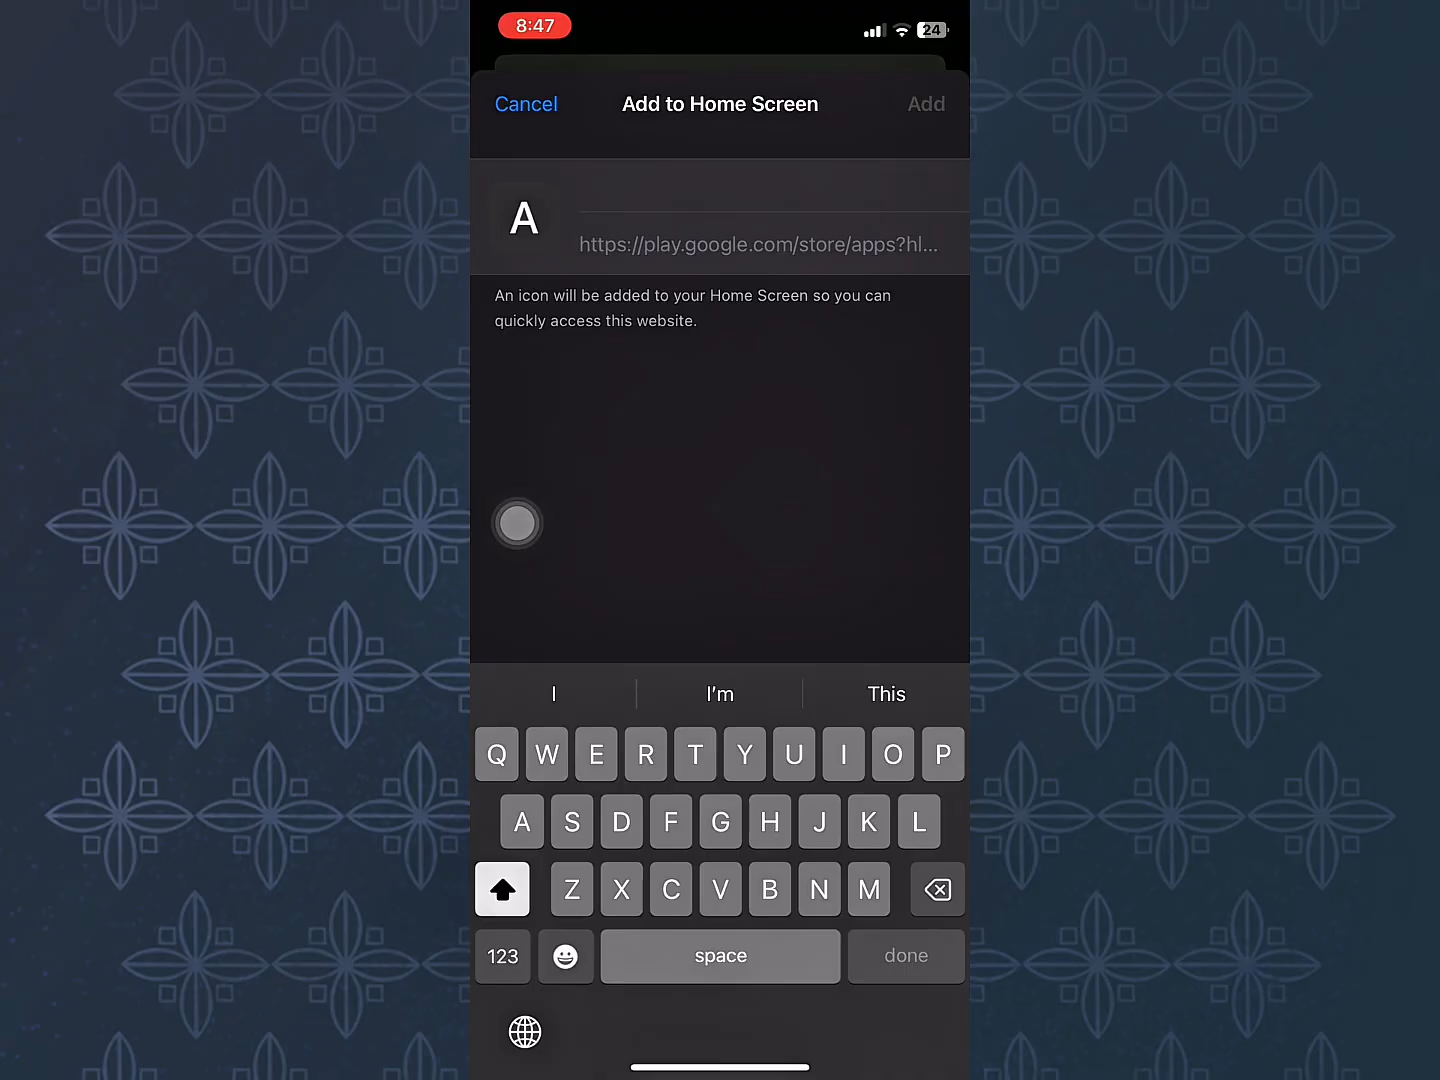 8:47
24
Cancel Add to Home Screen Add
A
https://play.google.com/store/apps?hl...
An icon will be added to your Home Screen so you can
quickly access this website.
I I'm This
Q W E R T Y U I O P
A S D F G H J K L
Z X C V B N M
123 space done